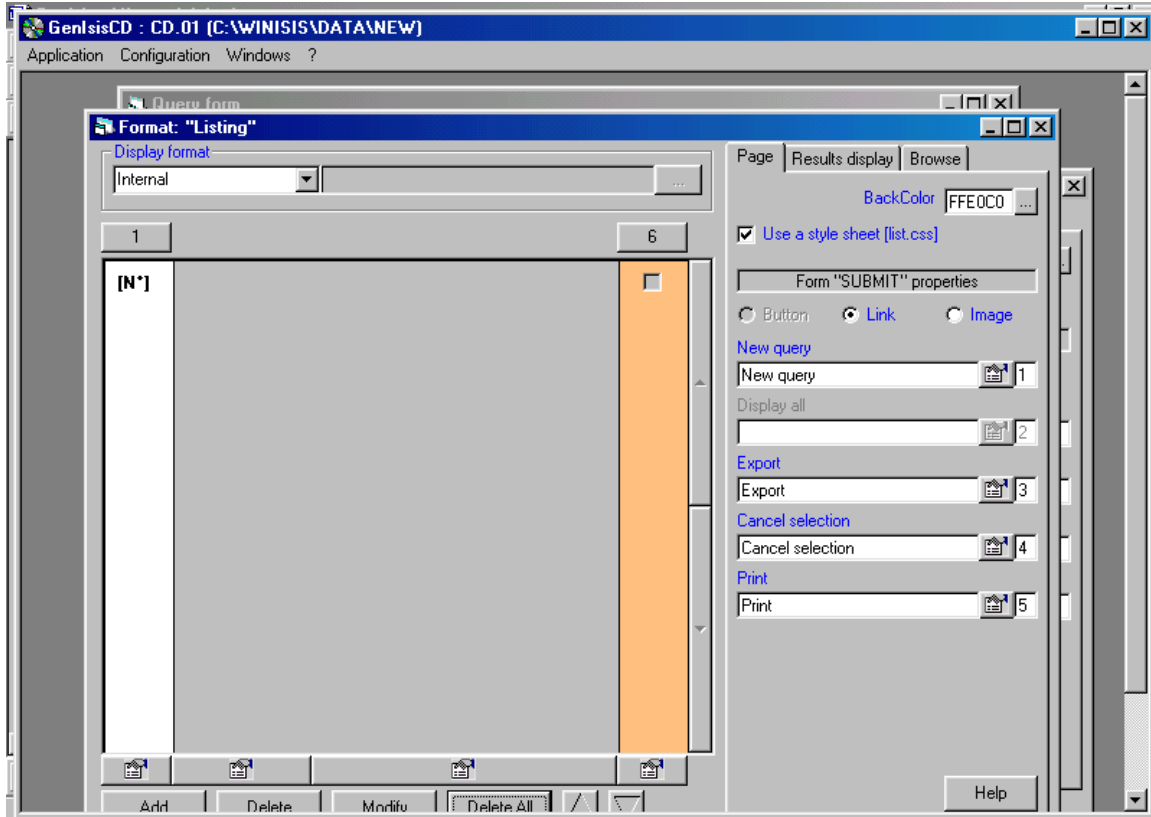 GenIsisCD : CD.01 (C:\WINISIS\DATA\NEW)
Application Configuration Windows ?
Query form
Format: "Listing"
Display format
Internal
...
1
6
[N°]
Page Results display Browse
BackColor FFE0C0 ...
Use a style sheet [list.css]
Form "SUBMIT" properties
Button Link Image
New query
New query 1
Display all
2
Export
Export 3
Cancel selection
Cancel selection 4
Print
Print 5
Help
Add Delete Modify Delete All